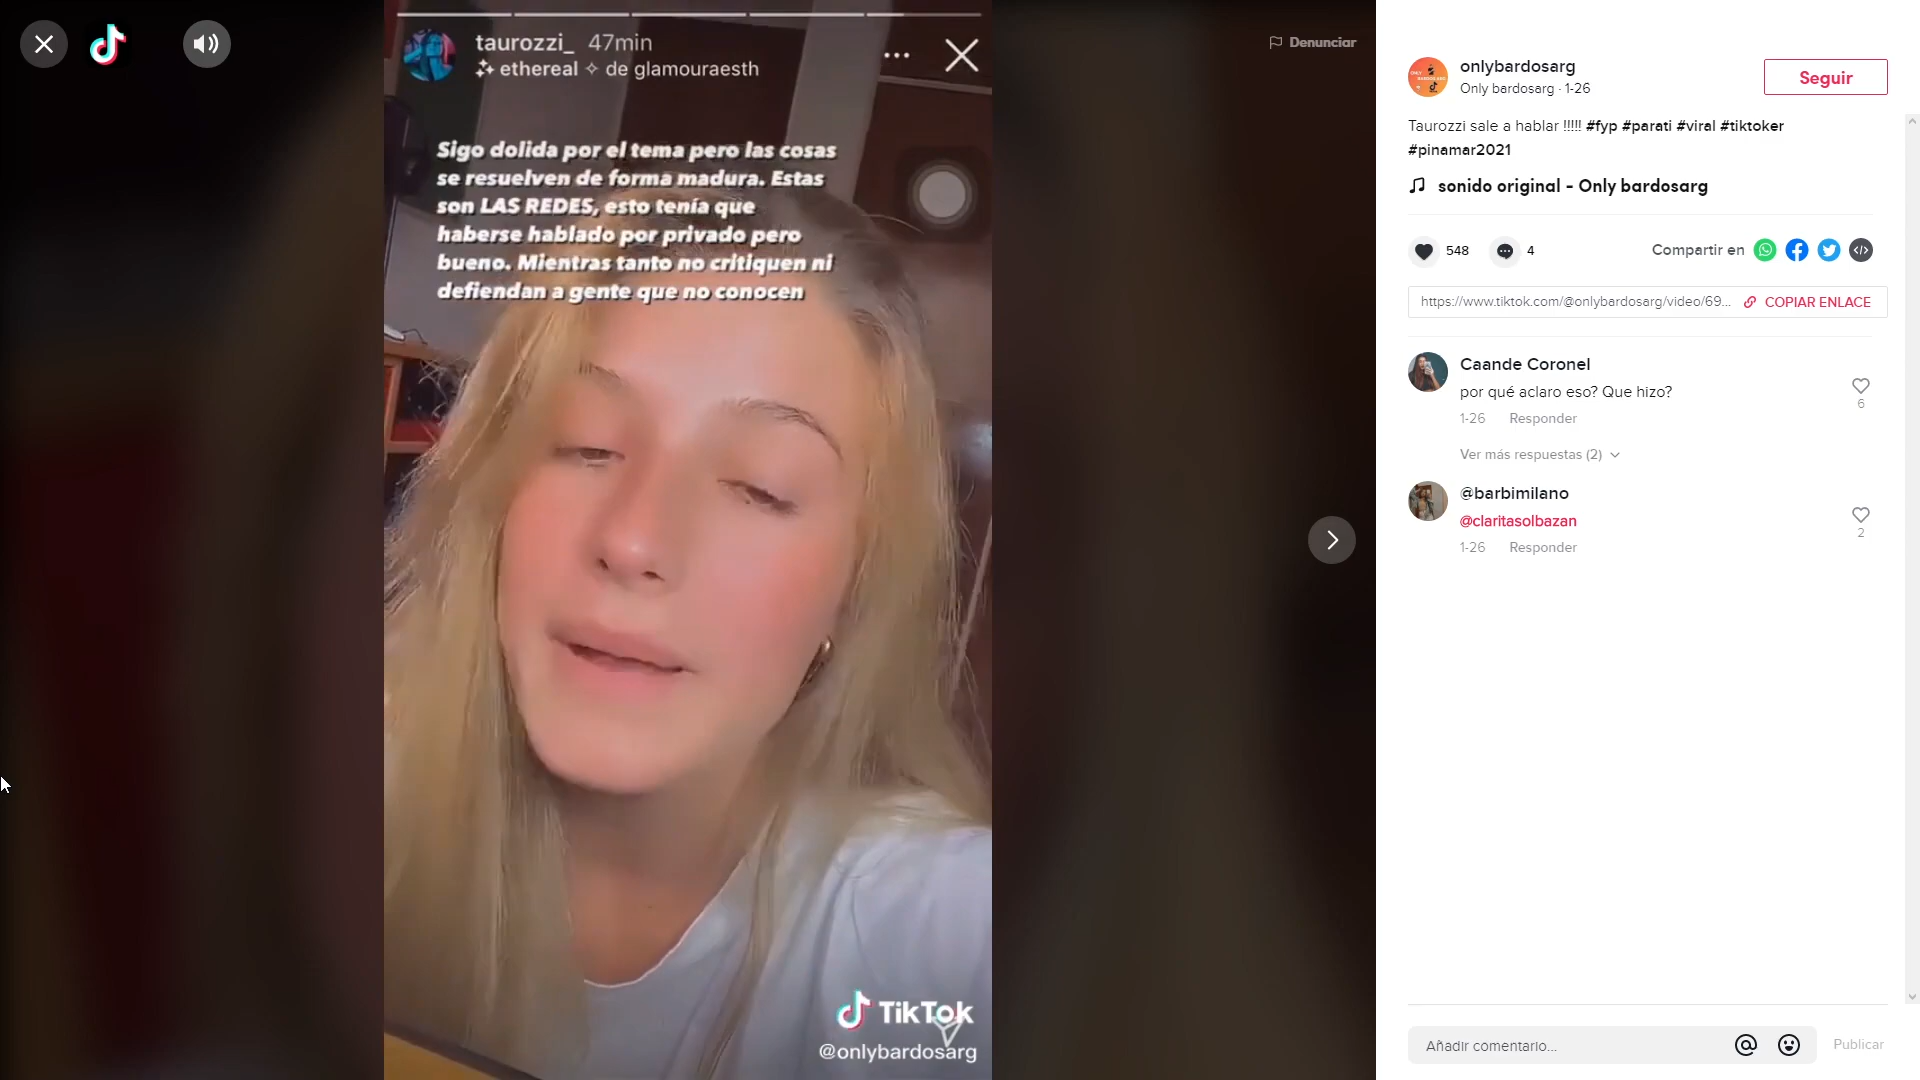 taurozzi_ 47min
ethereal ✧ de glamouraesth
Sigo dolida por el tema pero las cosas
se resuelven de forma madura. Estas
son LAS REDES, esto tenía que
haberse hablado por privado pero
bueno. Mientras tanto no critiquen ni
defiendan a gente que no conocen
TikTok
@onlybardosarg
Denunciar
onlybardosarg
Only bardosarg · 1-26
Seguir
Taurozzi sale a hablar !!!!! #fyp #parati #viral #tiktoker
#pinamar2021
sonido original - Only bardosarg
548
4
Compartir en
https://www.tiktok.com/@onlybardosarg/video/69...
COPIAR ENLACE
Caande Coronel
por qué aclaro eso? Que hizo?
6
1-26 Responder
Ver más respuestas (2)
@barbimilano
@claritasolbazan
2
1-26 Responder
Añadir comentario...
Publicar